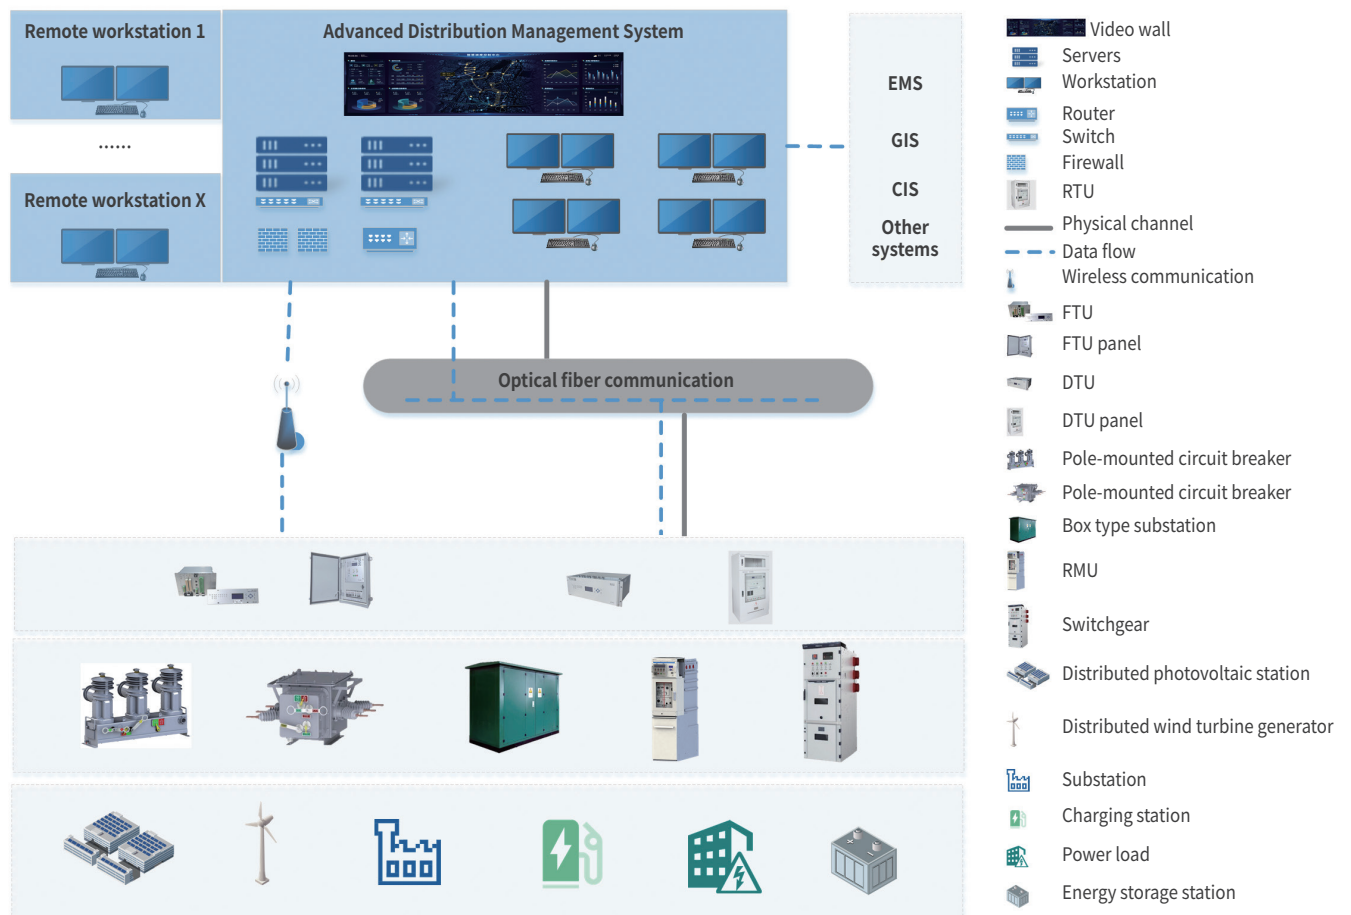 Remote workstation 1
......
Remote workstation X
Advanced Distribution Management System
EMS
GIS
CIS
Other
systems
Optical fiber communication
Video wall
Servers
Workstation
Router
Switch
Firewall
RTU
Physical channel
Data flow
Wireless communication
FTU
FTU panel
DTU
DTU panel
Pole-mounted circuit breaker
Pole-mounted circuit breaker
Box type substation
RMU
Switchgear
Distributed photovoltaic station
Distributed wind turbine generator
Substation
Charging station
Power load
Energy storage station